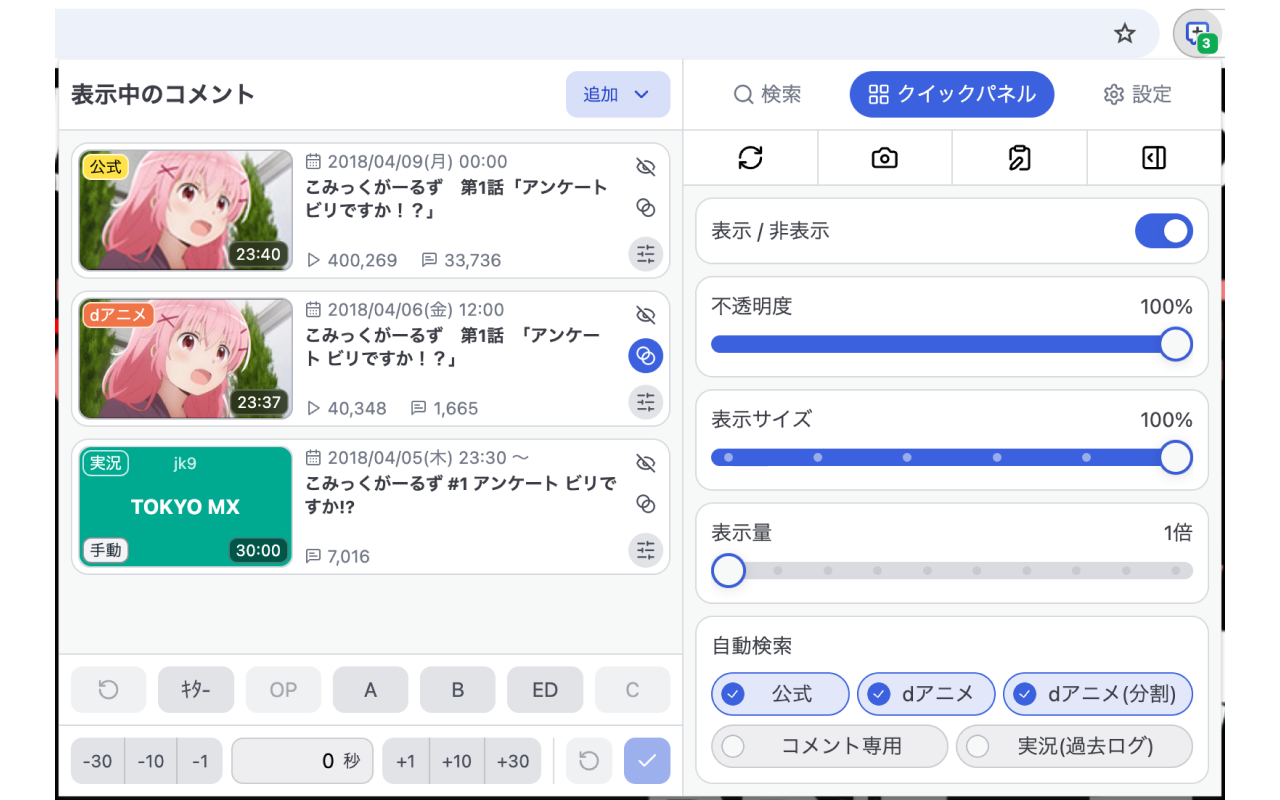 3
表示中のコメント
追加
検索
クイックパネル
設定
公式
23:40
2018/04/09(月) 00:00
こみっくがーるず　第1話「アンケート
ビリですか！？」
400,269
33,736
dアニメ
23:37
2018/04/06(金) 12:00
こみっくがーるず　第1話　「アンケー
ト ビリですか！？」
40,348
1,665
実況
jk9
TOKYO MX
手動
30:00
2018/04/05(木) 23:30 〜
こみっくがーるず #1 アンケート ビリで
すか!?
7,016
ｷﾀｰ
OP
A
B
ED
C
-30
-10
-1
0 秒
+1
+10
+30
表示 / 非表示
不透明度
100%
表示サイズ
100%
表示量
1倍
自動検索
公式
dアニメ
dアニメ(分割)
コメント専用
実況(過去ログ)